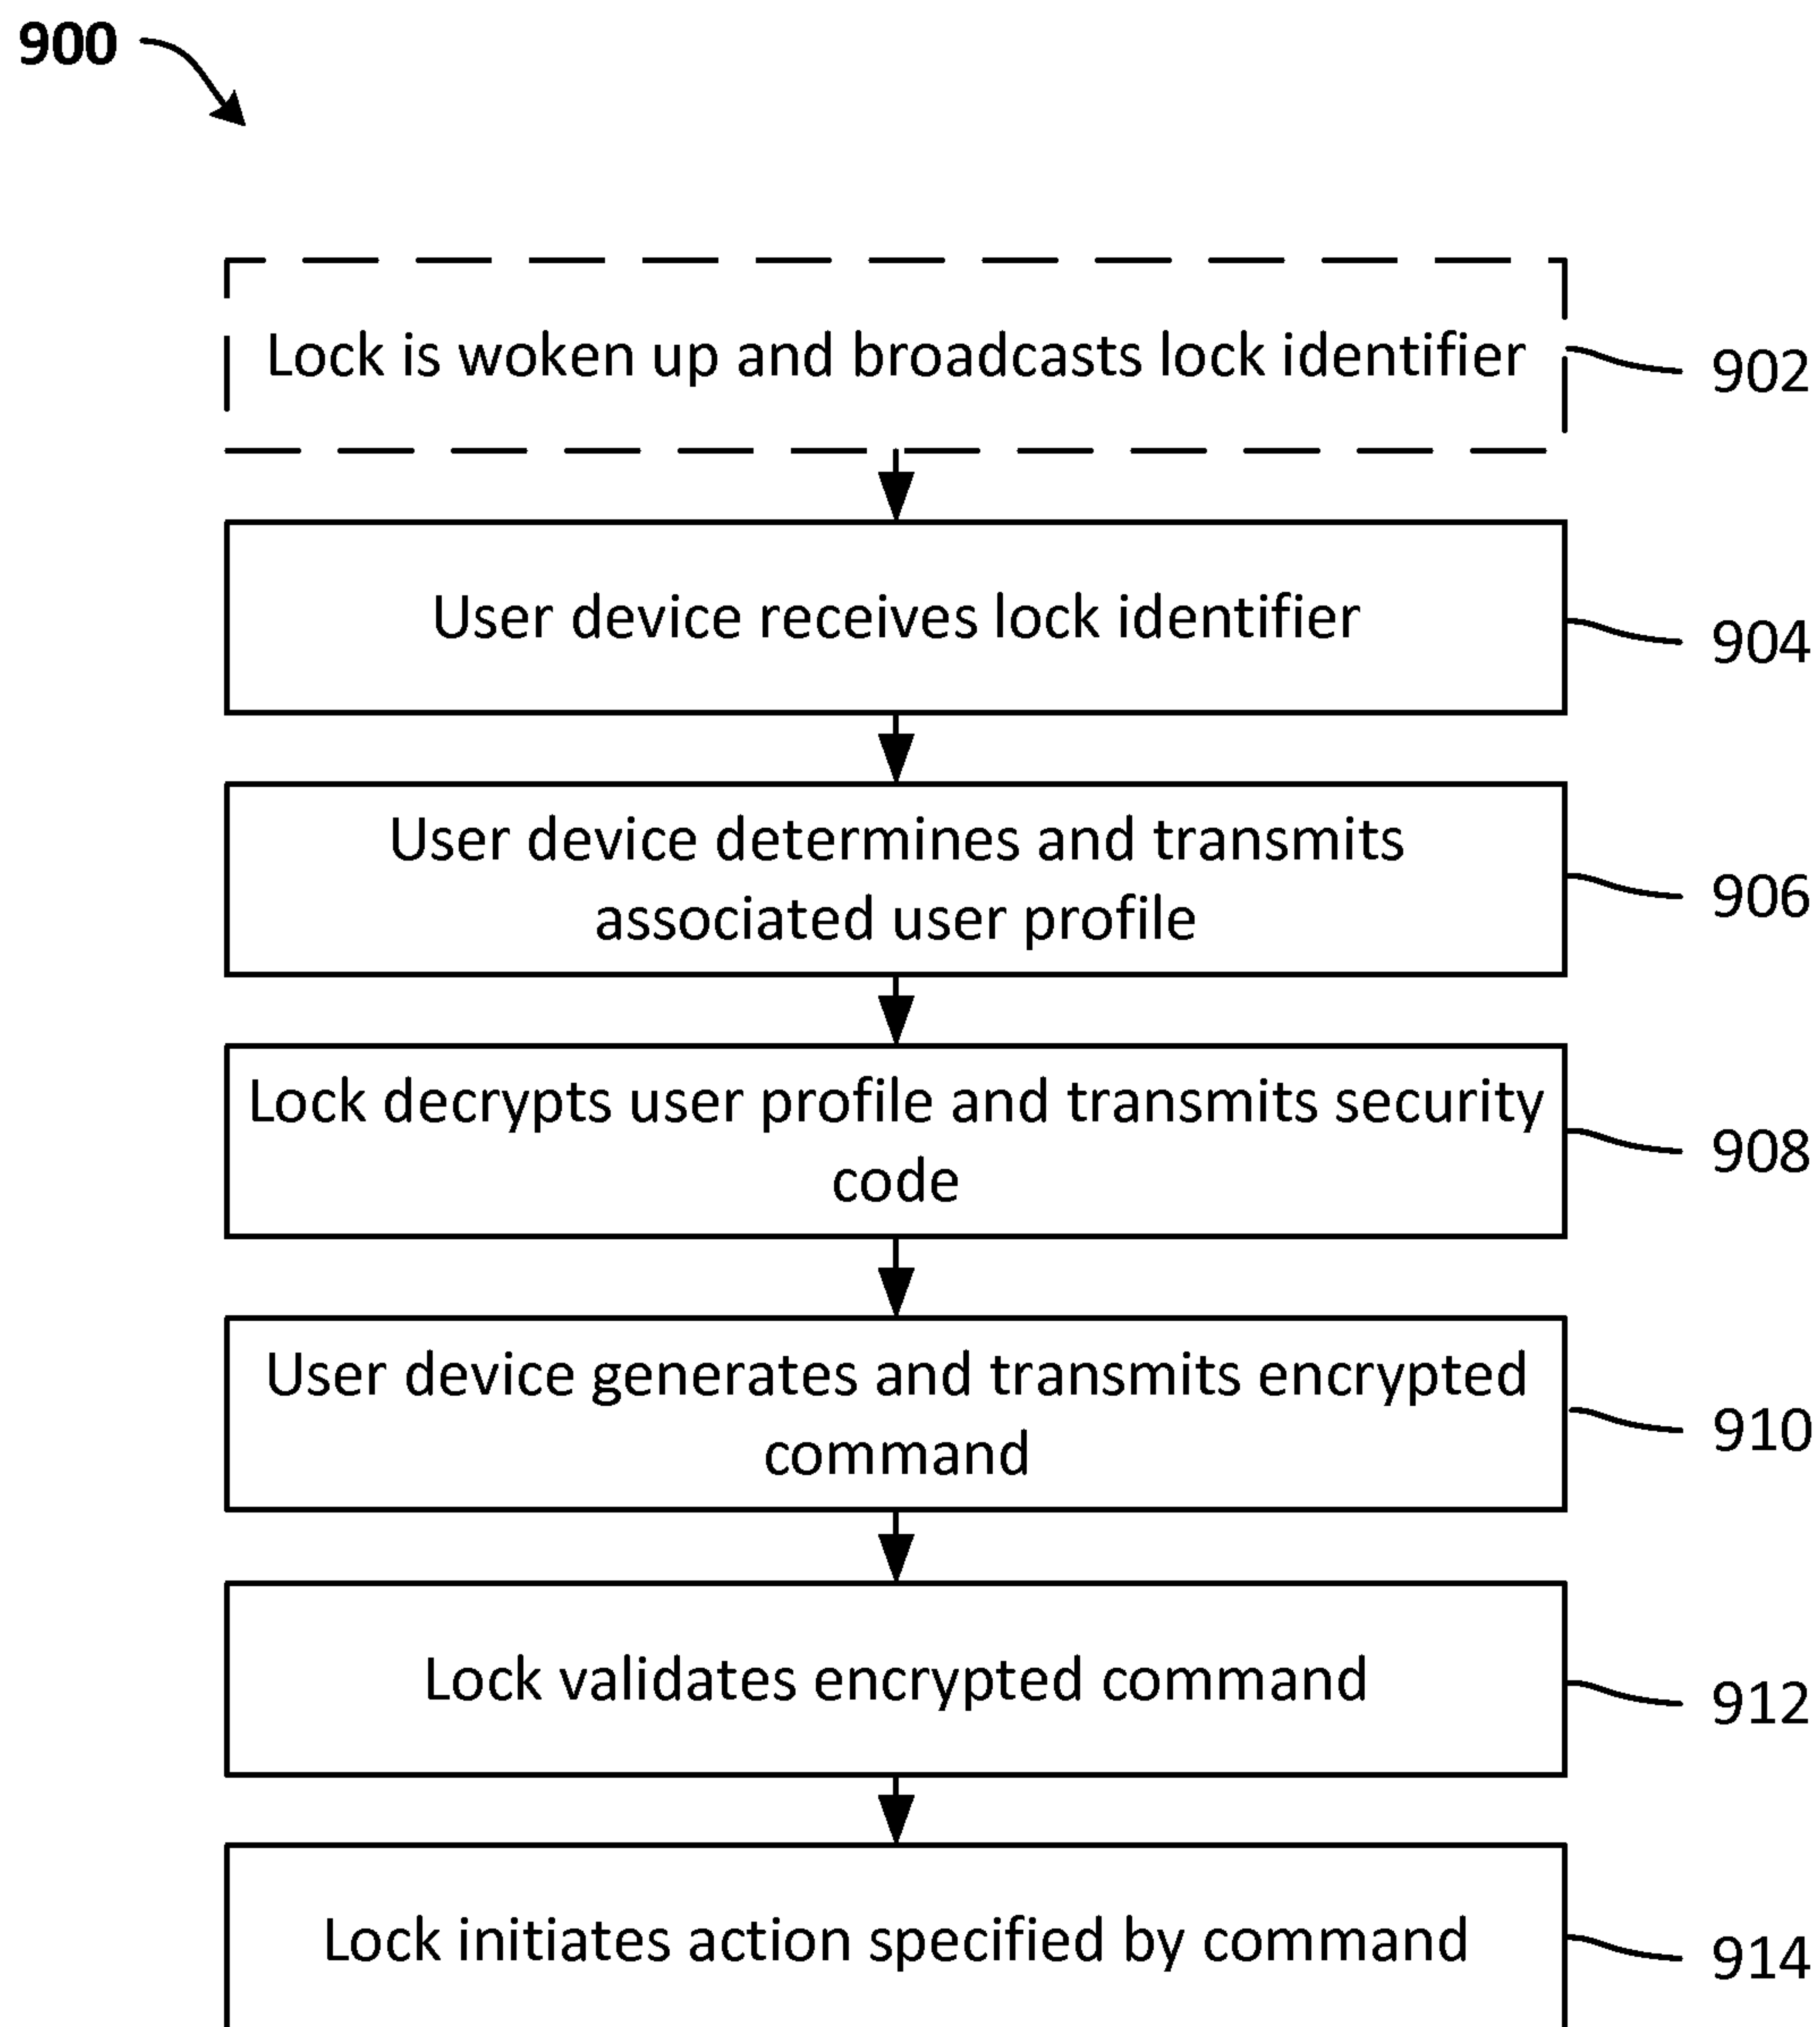 900
Lock is woken up and broadcasts lock identifier
902
User device receives lock identifier
904
User device determines and transmits
associated user profile
906
Lock decrypts user profile and transmits security
code
908
User device generates and transmits encrypted
command
910
Lock validates encrypted command
912
Lock initiates action specified by command
914